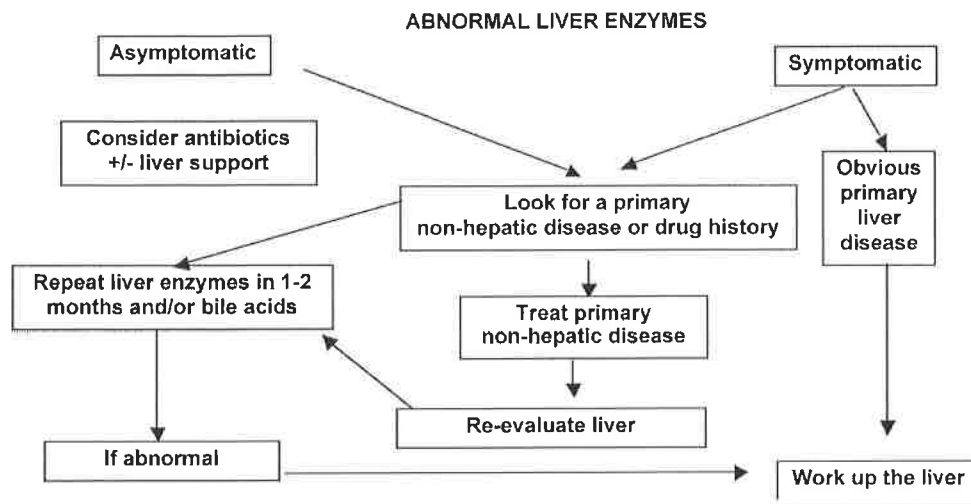 ABNORMAL LIVER ENZYMES
Asymptomatic
Symptomatic
Consider antibiotics
+/- liver support
Obvious
primary
liver
disease
Look for a primary
non-hepatic disease or drug history
Repeat liver enzymes in 1-2
months and/or bile acids
Treat primary
non-hepatic disease
Re-evaluate liver
If abnormal
Work up the liver